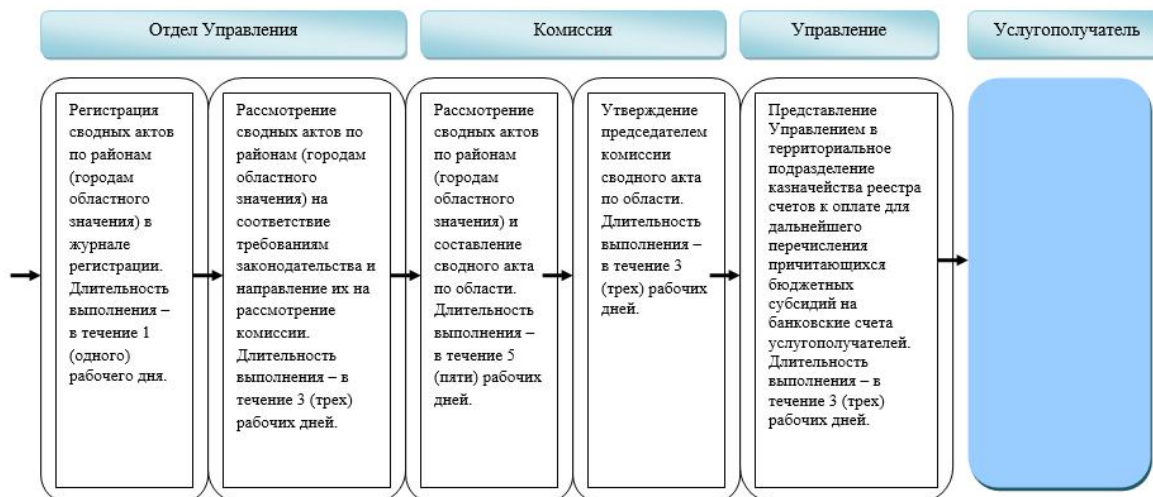 Отдел Управления
Комиссия
Управление
Услугополучатель
Регистрация
сводных актов
по районам
(городам
областного
значения) в
журнале
регистрации.
Длительность
выполнения –
в течение 1
(одного)
рабочего дня.
Рассмотрение
сводных актов по
районам (городам
областного
значения) на
соответствие
требованиям
законодательства и
направление их на
рассмотрение
комиссии.
Длительность
выполнения – в
течение 3 (трех)
рабочих дней.
Рассмотрение
сводных актов по
районам (городам
областного
значения) и
составление
сводного акта
по области.
Длительность
выполнения –
в течение 5
(пяти) рабочих
дней.
Утверждение
председателем
комиссии
сводного акта
по области.
Длительность
выполнения –
в течение 3
(трех) рабочих
дней.
Представление
Управлением в
территориальное
подразделение
казначейства реестра
счетов к оплате для
дальнейшего
перечисления
причитающихся
бюджетных
субсидий на
банковские счета
услугополучателей.
Длительность
выполнения – в
течение 3 (трех)
рабочих дней.